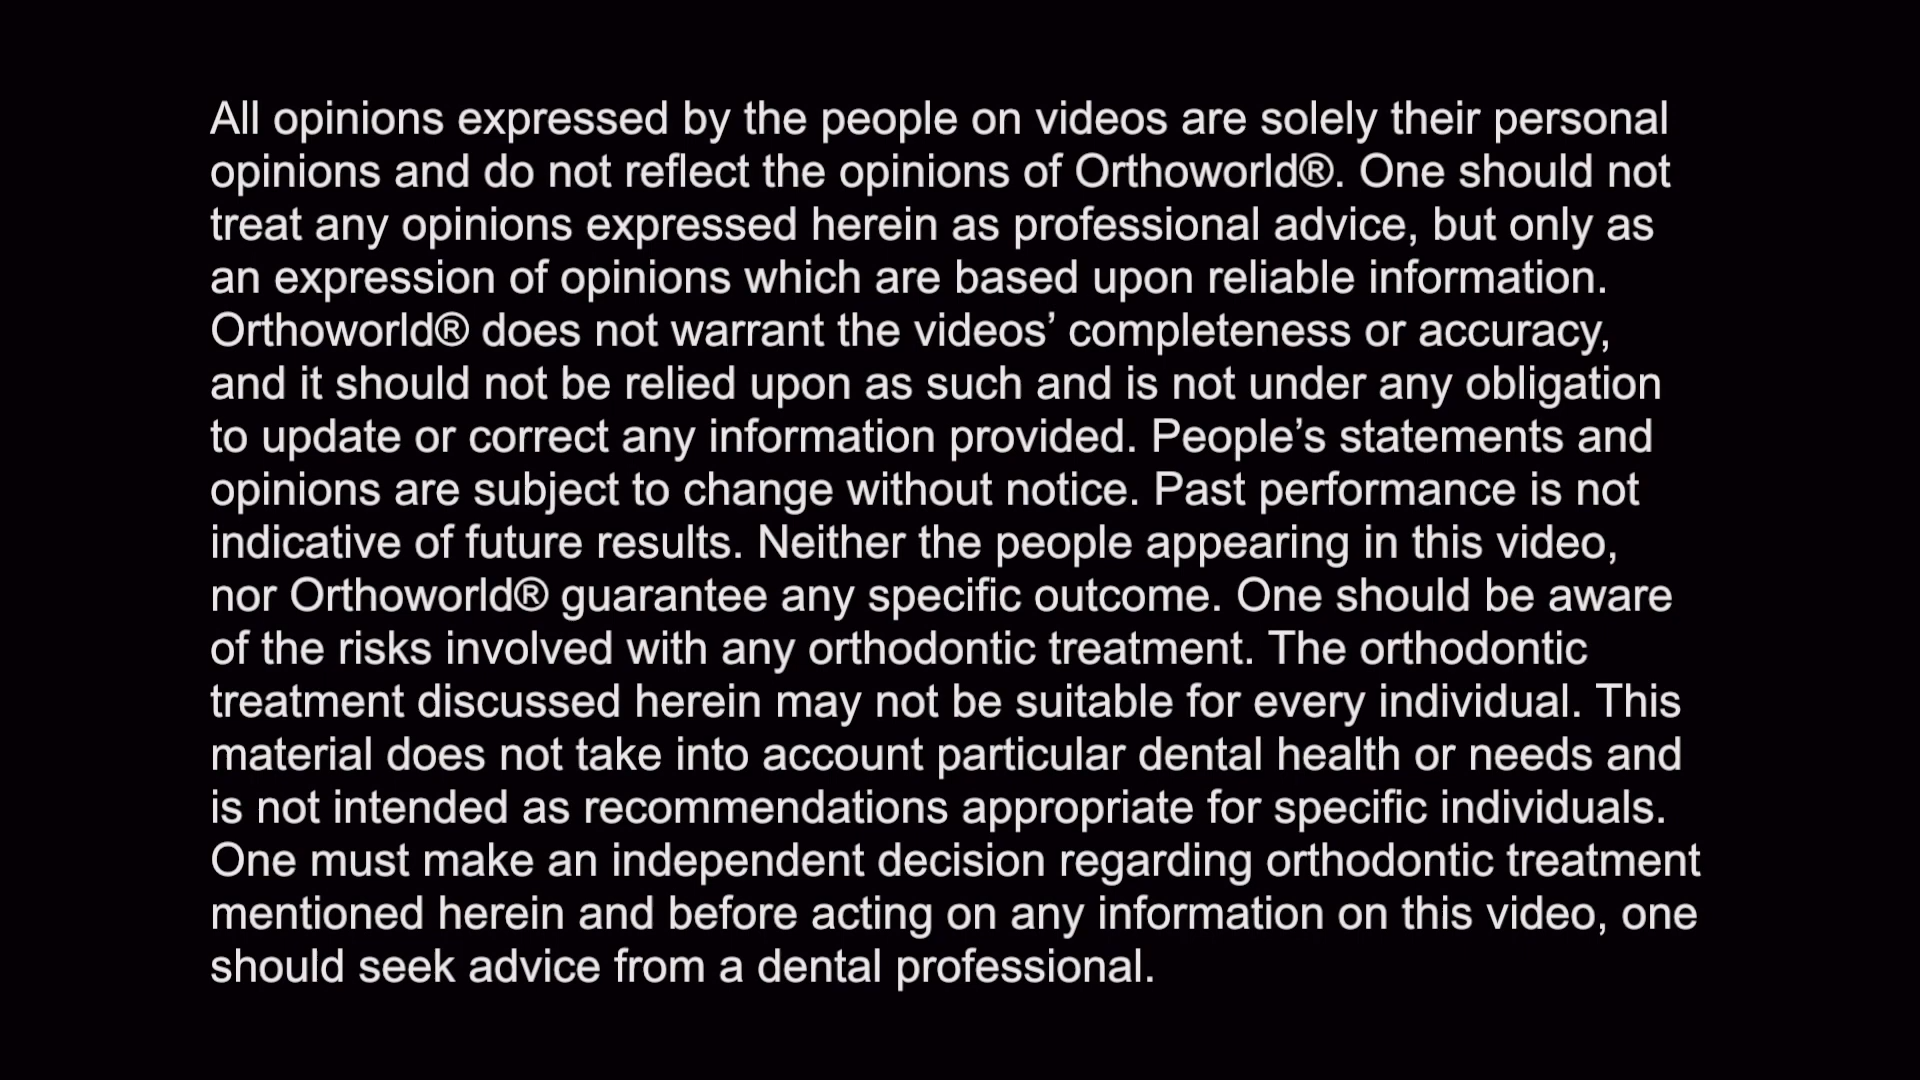 All opinions expressed by the people on videos are solely their personal
opinions and do not reflect the opinions of Orthoworld®. One should not
treat any opinions expressed herein as professional advice, but only as
an expression of opinions which are based upon reliable information.
Orthoworld® does not warrant the videos’ completeness or accuracy,
and it should not be relied upon as such and is not under any obligation
to update or correct any information provided. People’s statements and
opinions are subject to change without notice. Past performance is not
indicative of future results. Neither the people appearing in this video,
nor Orthoworld® guarantee any specific outcome. One should be aware
of the risks involved with any orthodontic treatment. The orthodontic
treatment discussed herein may not be suitable for every individual. This
material does not take into account particular dental health or needs and
is not intended as recommendations appropriate for specific individuals.
One must make an independent decision regarding orthodontic treatment
mentioned herein and before acting on any information on this video, one
should seek advice from a dental professional.